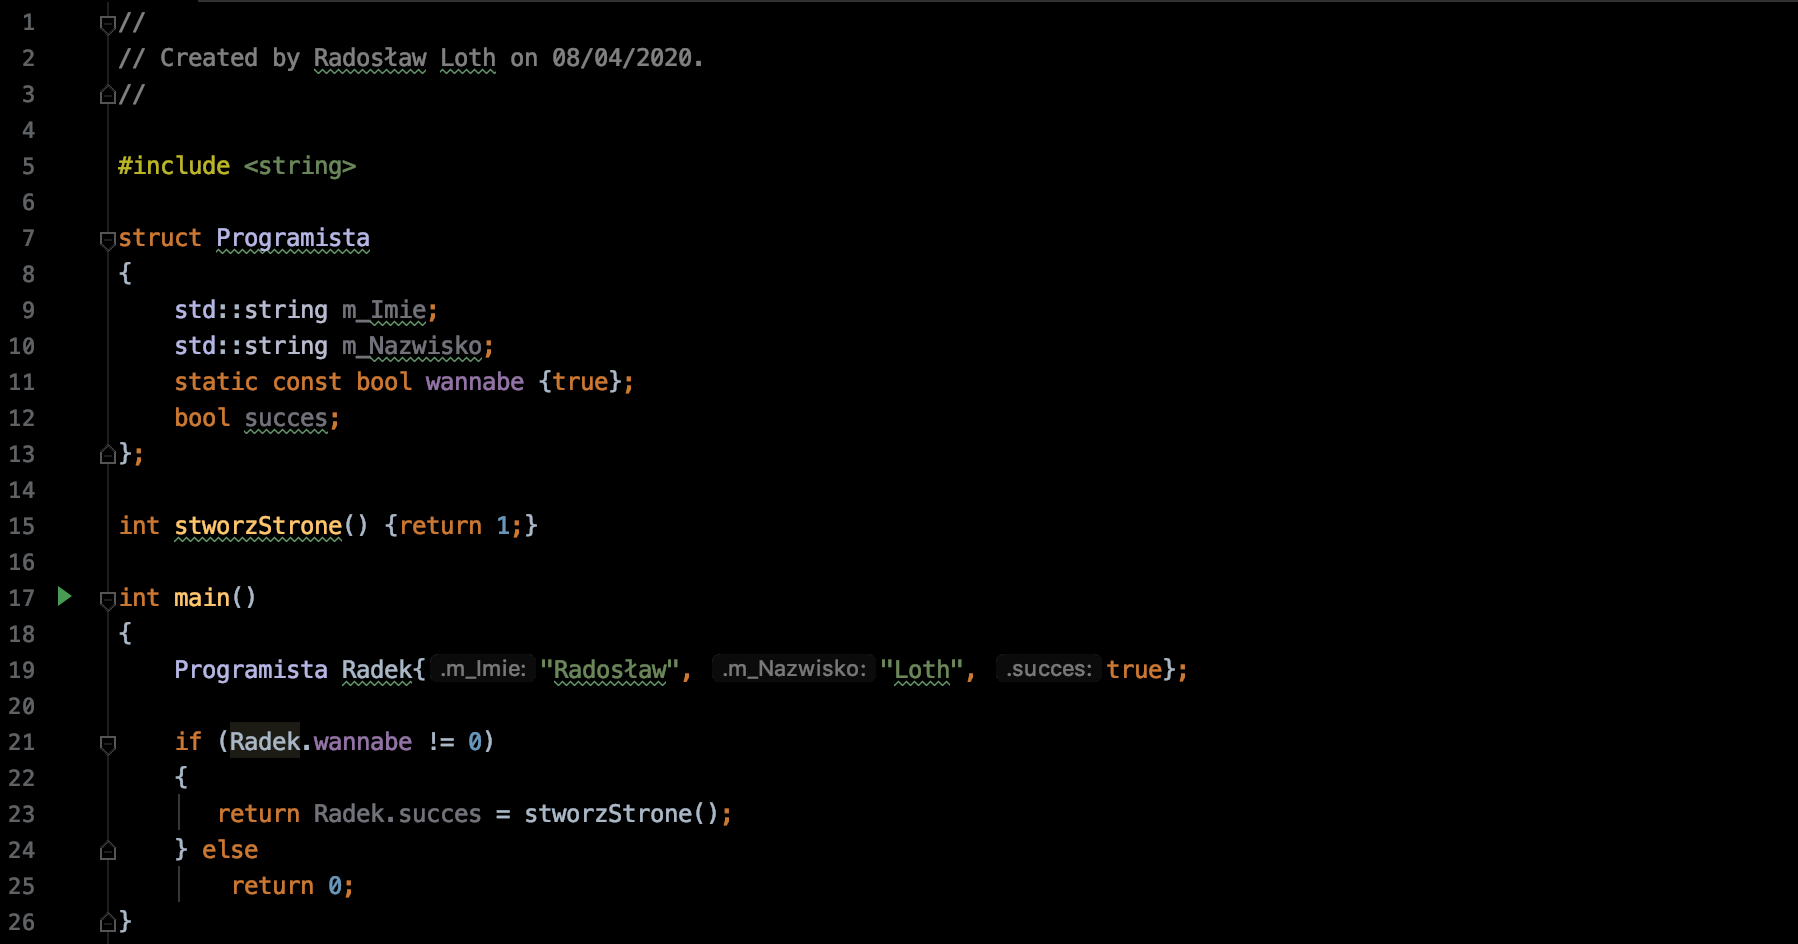 1 //
2 // Created by Radosław Loth on 08/04/2020.
3 //
4
5 #include <string>
6
7 struct Programista
8 {
9     std::string m_Imie;
10     std::string m_Nazwisko;
11     static const bool wannabe {true};
12     bool succes;
13 };
14
15 int stworzStrone() {return 1;}
16
17 int main()
18 {
19     Programista Radek{ .m_Imie: "Radosław", .m_Nazwisko: "Loth", .succes: true};
20
21     if (Radek.wannabe != 0)
22     {
23        return Radek.succes = stworzStrone();
24     } else
25         return 0;
26 }